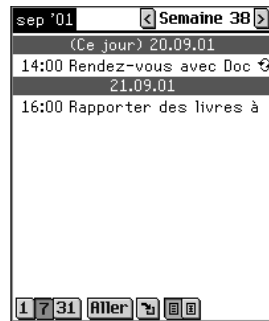 sep '01 Semaine 38
(Ce jour) 20.09.01
14:00 Rendez-vous avec Doc
21.09.01
16:00 Rapporter des livres à
1 7 31 Aller